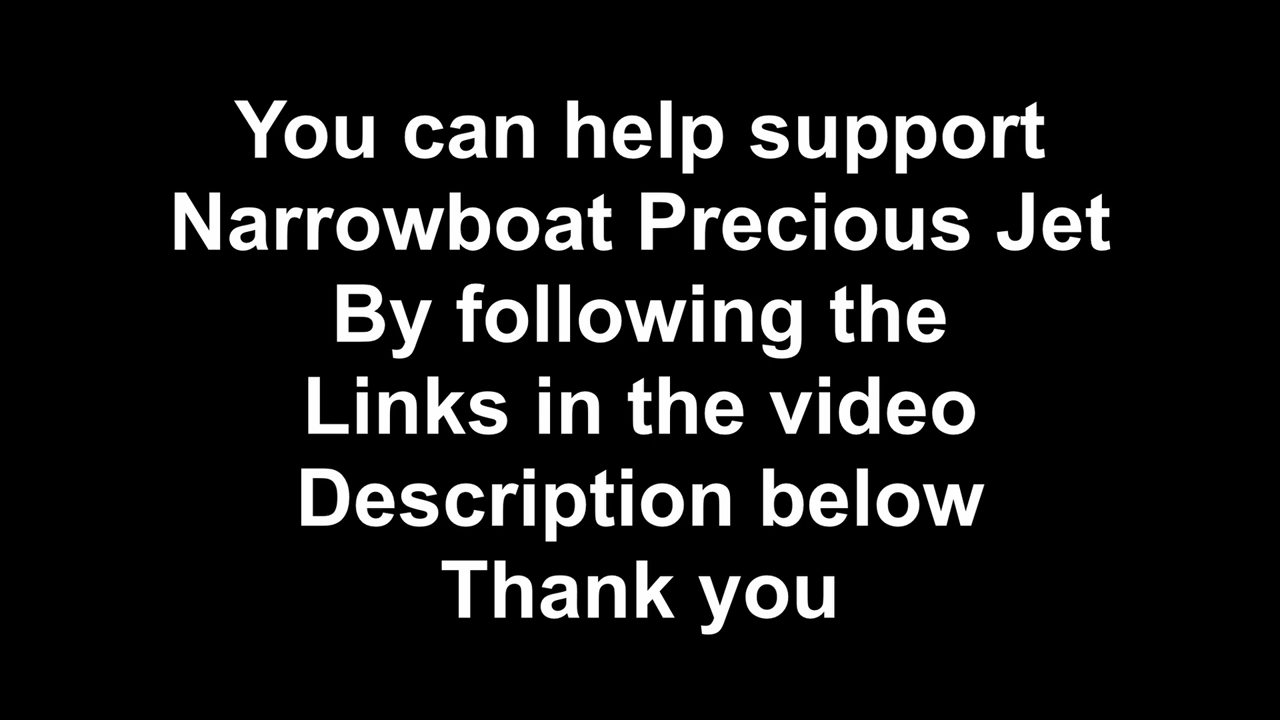 You can help support
Narrowboat Precious Jet
By following the
Links in the video
Description below
Thank you